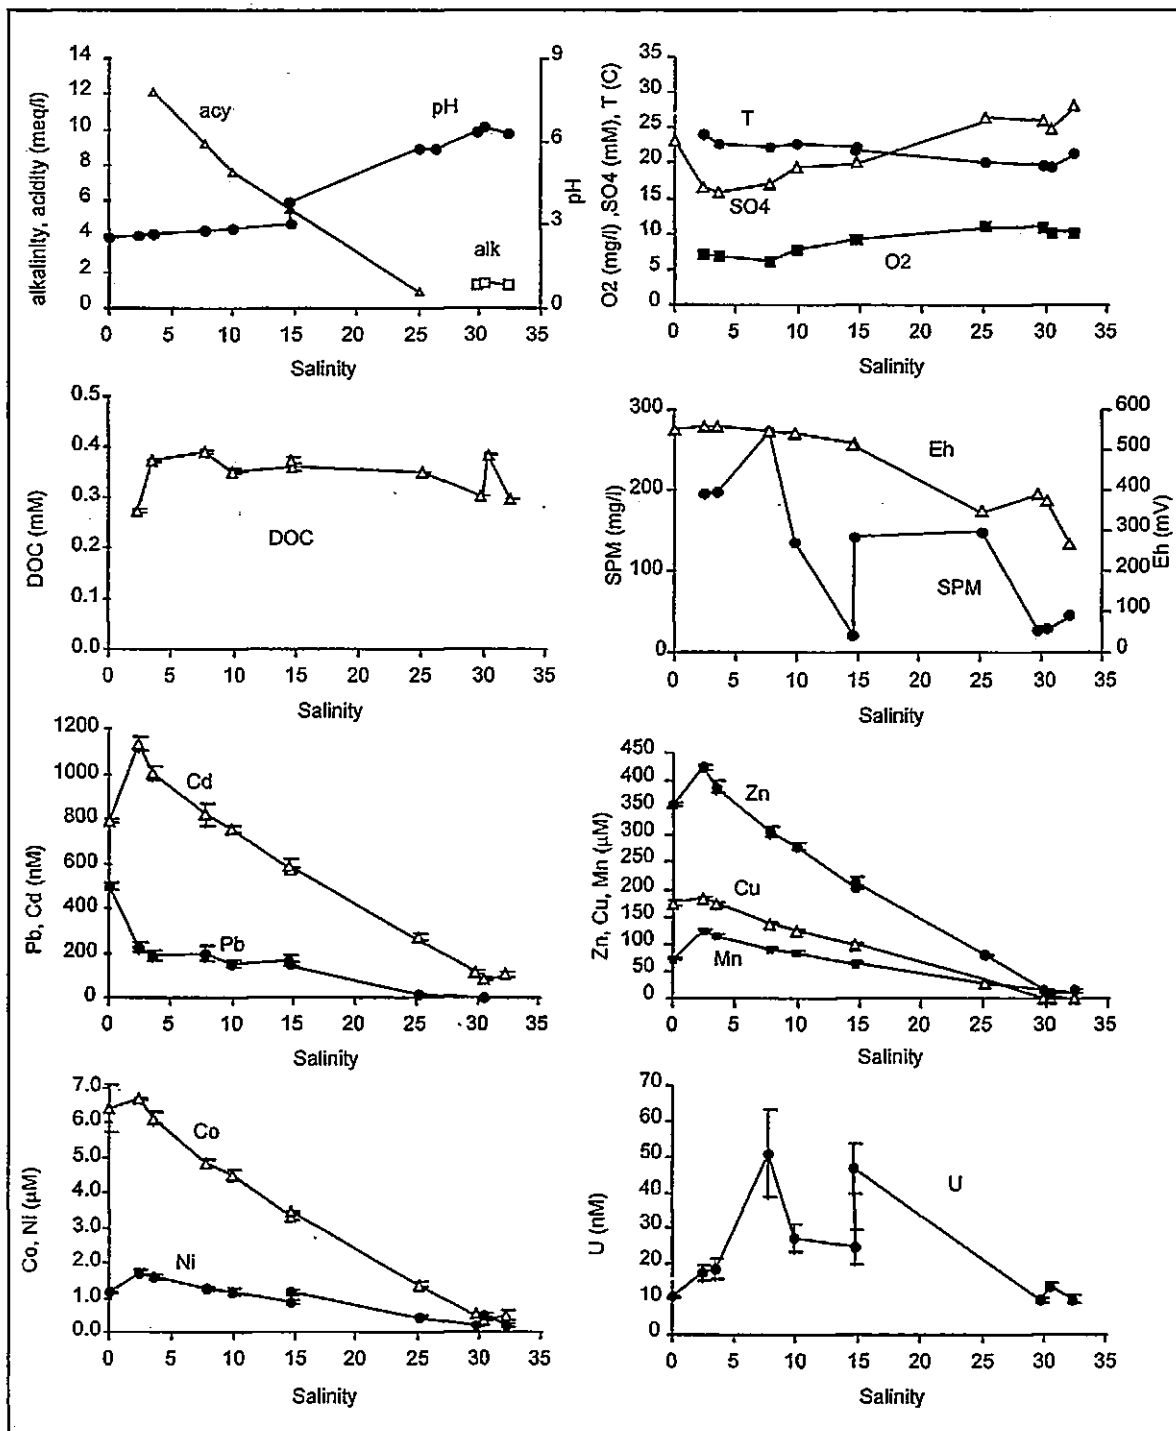 14
12
10
8
6
4
2
0
alkalinity, acidity (meq/l)
acy
pH
alk
9
6
3
0
pH
0 5 10 15 20 25 30 35
Salinity
35
30
25
20
15
10
5
0
O2 (mg/l) ,SO4 (mM), T (C)
T
SO4
O2
0 5 10 15 20 25 30 35
Salinity
0.5
0.4
0.3
0.2
0.1
0.0
DOC (mM)
DOC
0 5 10 15 20 25 30 35
Salinity
300
200
100
0
SPM (mg/l)
Eh
SPM
600
500
400
300
200
100
0
Eh (mV)
0 5 10 15 20 25 30 35
Salinity
1200
1000
800
600
400
200
0
Pb, Cd (nM)
Cd
Pb
0 5 10 15 20 25 30 35
Salinity
450
400
350
300
250
200
150
100
50
0
Zn, Cu, Mn (µM)
Zn
Cu
Mn
0 5 10 15 20 25 30 35
Salinity
7.0
6.0
5.0
4.0
3.0
2.0
1.0
0.0
Co, Ni (µM)
Co
Ni
0 5 10 15 20 25 30 35
Salinity
70
60
50
40
30
20
10
0
U (nM)
U
0 5 10 15 20 25 30 35
Salinity